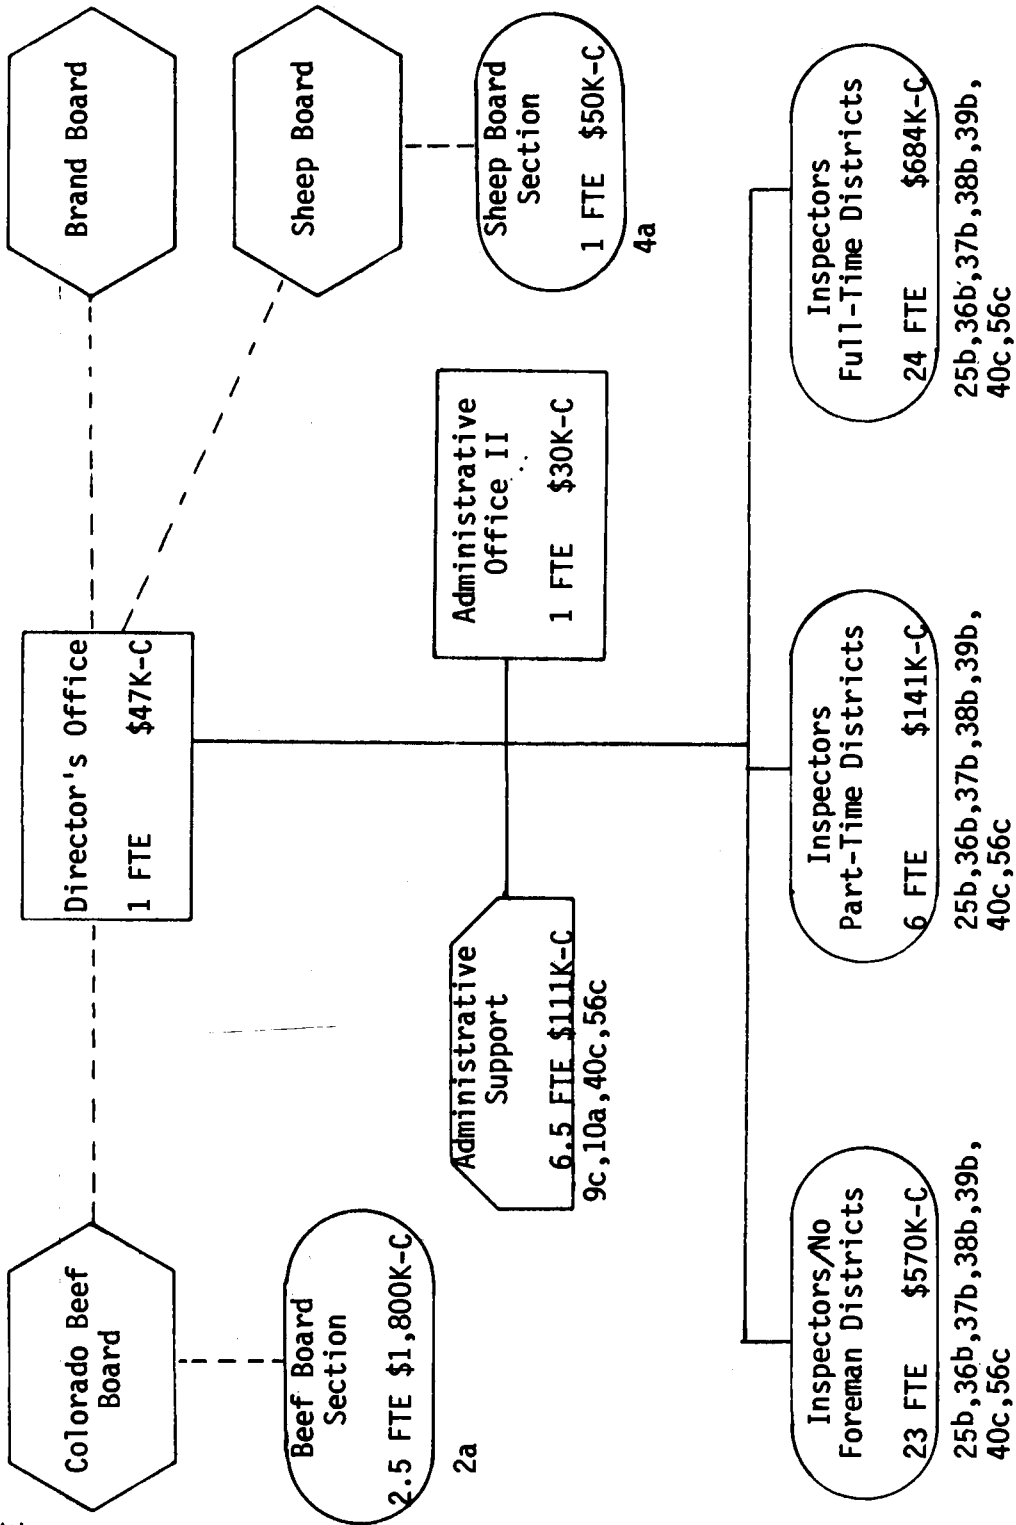 Colorado Beef
Board
Director's Office
1 FTE $47K-C
Brand Board
Sheep Board
Beef Board
Section
2.5 FTE $1,800K-C
2a
Sheep Board
Section
1 FTE $50K-C
4a
Administrative
Support
6.5 FTE $111K-C
9c,10a,40c,56c
Administrative
Office II
1 FTE $30K-C
Inspectors/No
Foreman Districts
23 FTE $570K-C
25b,36b,37b,38b,39b,
40c,56c
Inspectors
Part-Time Districts
6 FTE $141K-C
25b,36b,37b,38b,39b,
40c,56c
Inspectors
Full-Time Districts
24 FTE $684K-C
25b,36b,37b,38b,39b,
40c,56c